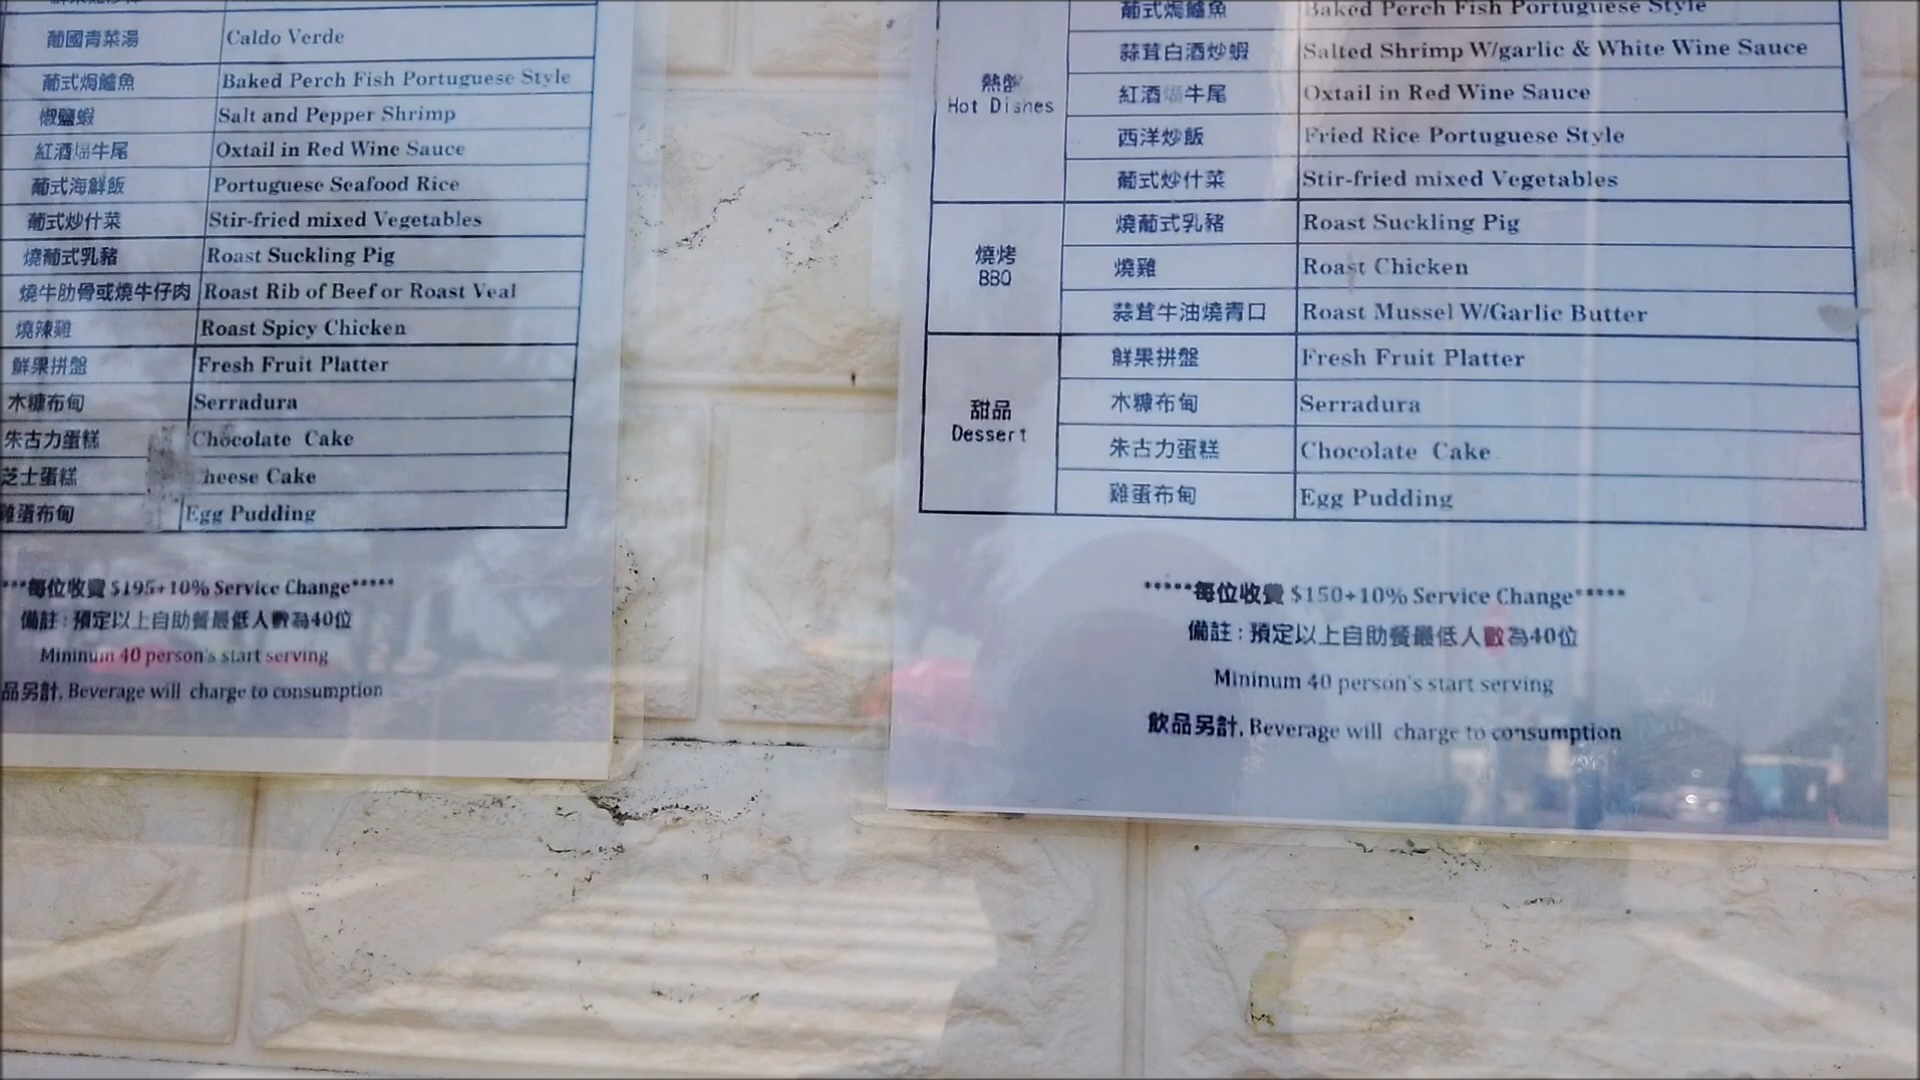 葡國青菜湯 Caldo Verde
葡式焗鱸魚 Baked Perch Fish Portuguese Style
椒鹽蝦 Salt and Pepper Shrimp
紅酒 牛尾 Oxtail in Red Wine Sauce
葡式海鮮飯 Portuguese Seafood Rice
葡式炒什菜 Stir-fried mixed Vegetables
燒葡式乳豬 Roast Suckling Pig
燒牛肋骨或燒牛仔肉 Roast Rib of Beef or Roast Veal
燒辣雞 Roast Spicy Chicken
鮮果拼盤 Fresh Fruit Platter
木糠布甸 Serradura
朱古力蛋糕 Chocolate Cake
芝士蛋糕 heese Cake
雞蛋布甸 Egg Pudding
***每位收費 $195+10% Service Change*****
備註 : 預定以上自助餐最低人數為40位
Mininum 40 person's start serving
品另計, Beverage will charge to consumption
葡式焗鱸魚 Baked Perch Fish Portuguese Style
蒜茸白酒炒蝦 Salted Shrimp W/garlic & White Wine Sauce
熱盤
Hot Dishes
紅酒 牛尾 Oxtail in Red Wine Sauce
西洋炒飯 Fried Rice Portuguese Style
葡式炒什菜 Stir-fried mixed Vegetables
燒葡式乳豬 Roast Suckling Pig
燒烤
BBQ
燒雞 Roast Chicken
蒜茸牛油燒青口 Roast Mussel W/Garlic Butter
鮮果拼盤 Fresh Fruit Platter
木糠布甸 Serradura
甜品
Dessert
朱古力蛋糕 Chocolate Cake
雞蛋布甸 Egg Pudding
*****每位收費 $150+10% Service Change*****
備註 : 預定以上自助餐最低人數為40位
Mininum 40 person's start serving
飲品另計, Beverage will charge to consumption